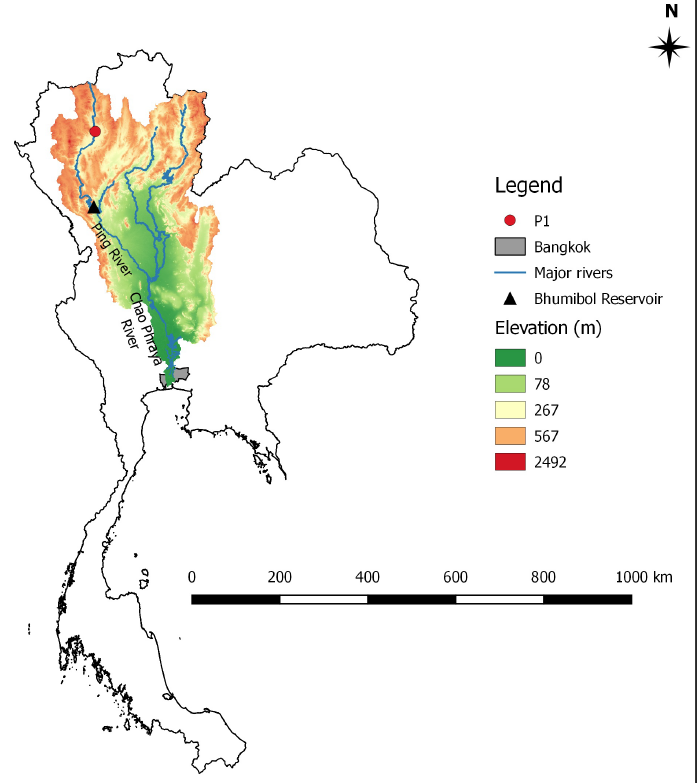 N
Legend
P1
Bangkok
Major rivers
Bhumibol Reservoir
Elevation (m)
0
78
267
567
2492
Ping River
Chao Phraya
River
0 200 400 600 800 1000 km